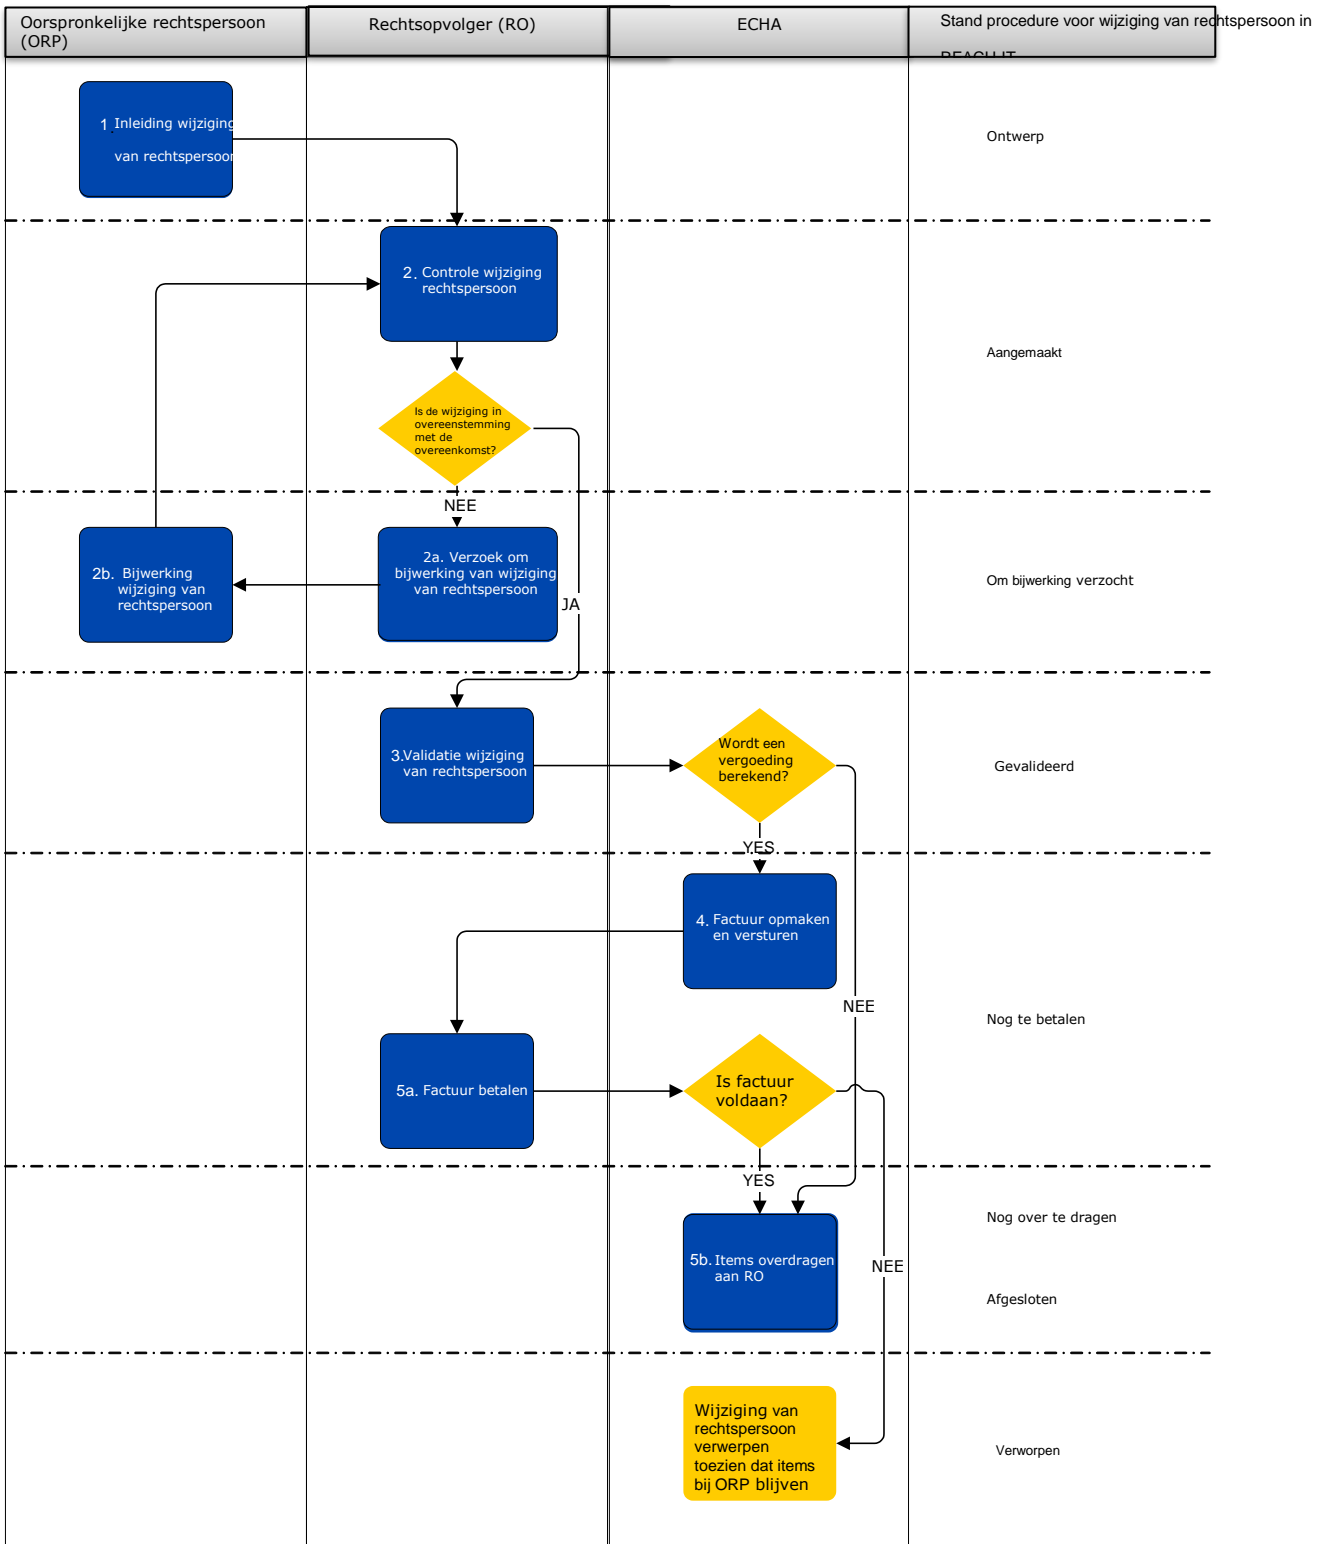 Oorspronkelijke rechtspersoon
(ORP)
Rechtsopvolger (RO)
ECHA
Stand procedure voor wijziging van rechtspersoon in
REACH-IT
1. Inleiding wijziging
van rechtspersoon
Ontwerp
2. Controle wijziging
rechtspersoon
Aangemaakt
Is de wijziging in
overeenstemming
met de
overeenkomst?
NEE
2b. Bijwerking
wijziging van
rechtspersoon
2a. Verzoek om
bijwerking van wijziging
van rechtspersoon
JA
Om bijwerking verzocht
3. Validatie wijziging
van rechtspersoon
Wordt een
vergoeding
berekend?
Gevalideerd
YES
4. Factuur opmaken
en versturen
NEE
Nog te betalen
5a. Factuur betalen
Is factuur
voldaan?
YES
Nog over te dragen
5b. Items overdragen
aan RO
NEE
Afgesloten
Wijziging van
rechtspersoon
verwerpen
toezien dat items
bij ORP blijven
Verworpen